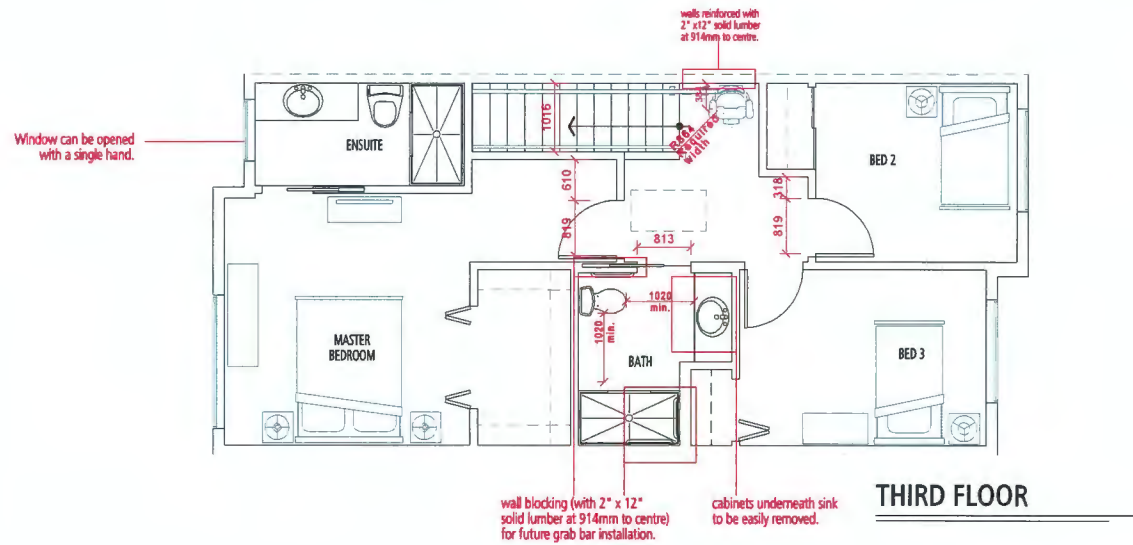 walls reinforced with
2" x12" solid lumber
at 914mm to centre.
Window can be opened
with a single hand.
ENSUITE
1016
R864
Required
width
BED 2
610
819
318
819
813
1020
min.
1020
min.
MASTER
BEDROOM
BATH
BED 3
wall blocking (with 2" x 12"
solid lumber at 914mm to centre)
for future grab bar installation.
cabinets underneath sink
to be easily removed.
THIRD FLOOR